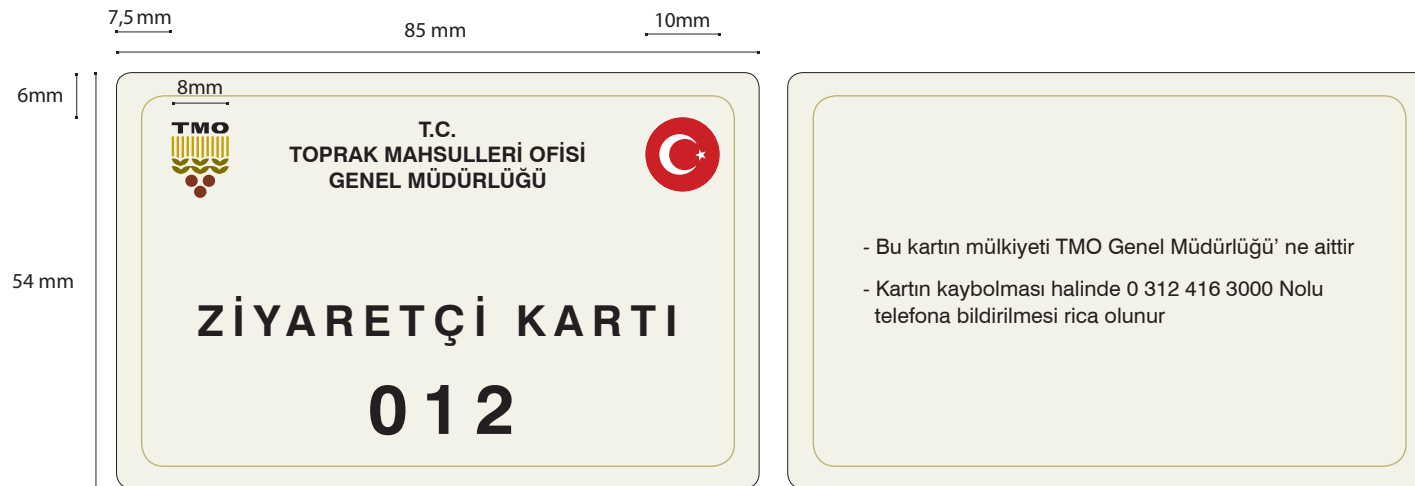 7,5 mm
10mm
85 mm
6mm
8mm
TMO
T.C.
TOPRAK MAHSULLERİ OFİSİ
GENEL MÜDÜRLÜĞÜ
54 mm
ZİYARETÇİ KARTI
012
- Bu kartın mülkiyeti TMO Genel Müdürlüğü' ne aittir
- Kartın kaybolması halinde 0 312 416 3000 Nolu
telefona bildirilmesi rica olunur